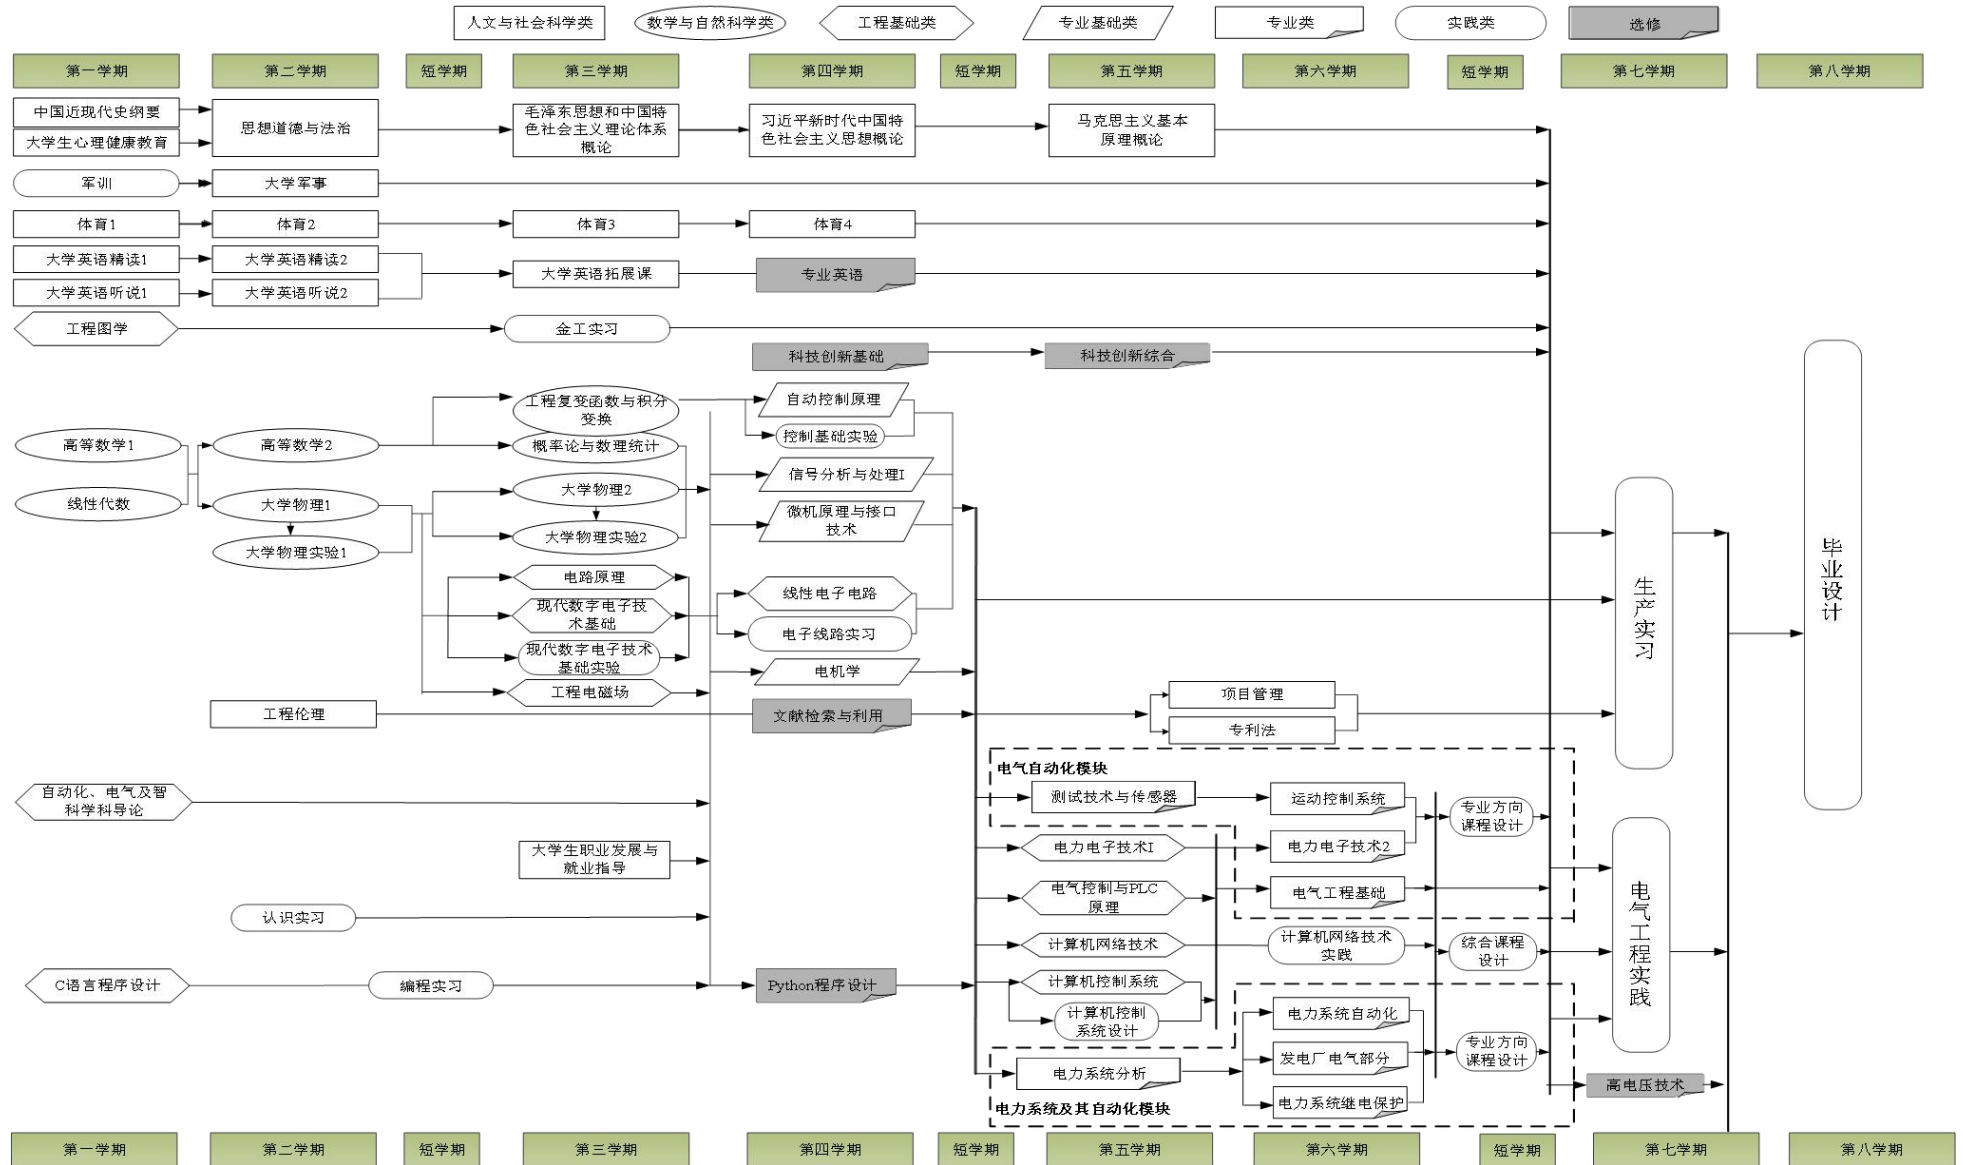 人文与社会科学类
数学与自然科学类
工程基础类
专业基础类
专业类
实践类
选修
第一学期
第二学期
短学期
第三学期
第四学期
短学期
第五学期
第六学期
短学期
第七学期
第八学期
中国近现代史纲要
大学生心理健康教育
思想道德与法治
毛泽东思想和中国特
色社会主义理论体系
概论
习近平新时代中国特
色社会主义思想概论
马克思主义基本
原理概论
军训
大学军事
体育1
体育2
体育3
体育4
大学英语精读1
大学英语精读2
大学英语听说1
大学英语听说2
大学英语拓展课
专业英语
工程图学
金工实习
科技创新基础
科技创新综合
高等数学1
线性代数
高等数学2
大学物理1
大学物理实验1
工程复变函数与积分
变换
概率论与数理统计
大学物理2
大学物理实验2
自动控制原理
控制基础实验
信号分析与处理I
微机原理与接口
技术
电路原理
现代数字电子技
术基础
现代数字电子技术
基础实验
工程电磁场
线性电子电路
电子线路实习
电机学
工程伦理
文献检索与利用
项目管理
专利法
生产实习
毕业设计
电气自动化模块
自动化、电气及智
科学科导论
测试技术与传感器
运动控制系统
专业方向
课程设计
大学生职业发展与
就业指导
电力电子技术I
电力电子技术2
电气控制与PLC
原理
电气工程基础
电气工程实践
认识实习
计算机网络技术
计算机网络技术
实践
综合课程
设计
C语言程序设计
编程实习
Python程序设计
计算机控制系统
计算机控制
系统设计
电力系统自动化
发电厂电气部分
电力系统继电保护
专业方向
课程设计
电力系统分析
高电压技术
电力系统及其自动化模块
第一学期
第二学期
短学期
第三学期
第四学期
短学期
第五学期
第六学期
短学期
第七学期
第八学期